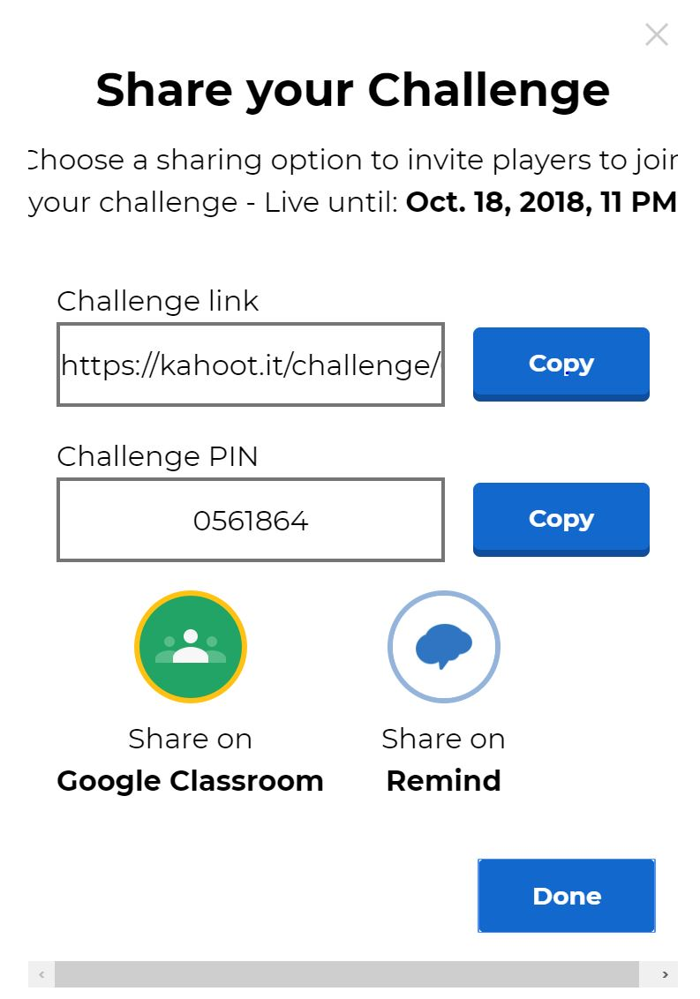 Share your Challenge
Choose a sharing option to invite players to join
your challenge - Live until: Oct. 18, 2018, 11 PM
Challenge link
https://kahoot.it/challenge/
Copy
Challenge PIN
0561864
Copy
Share on
Google Classroom
Share on
Remind
Done